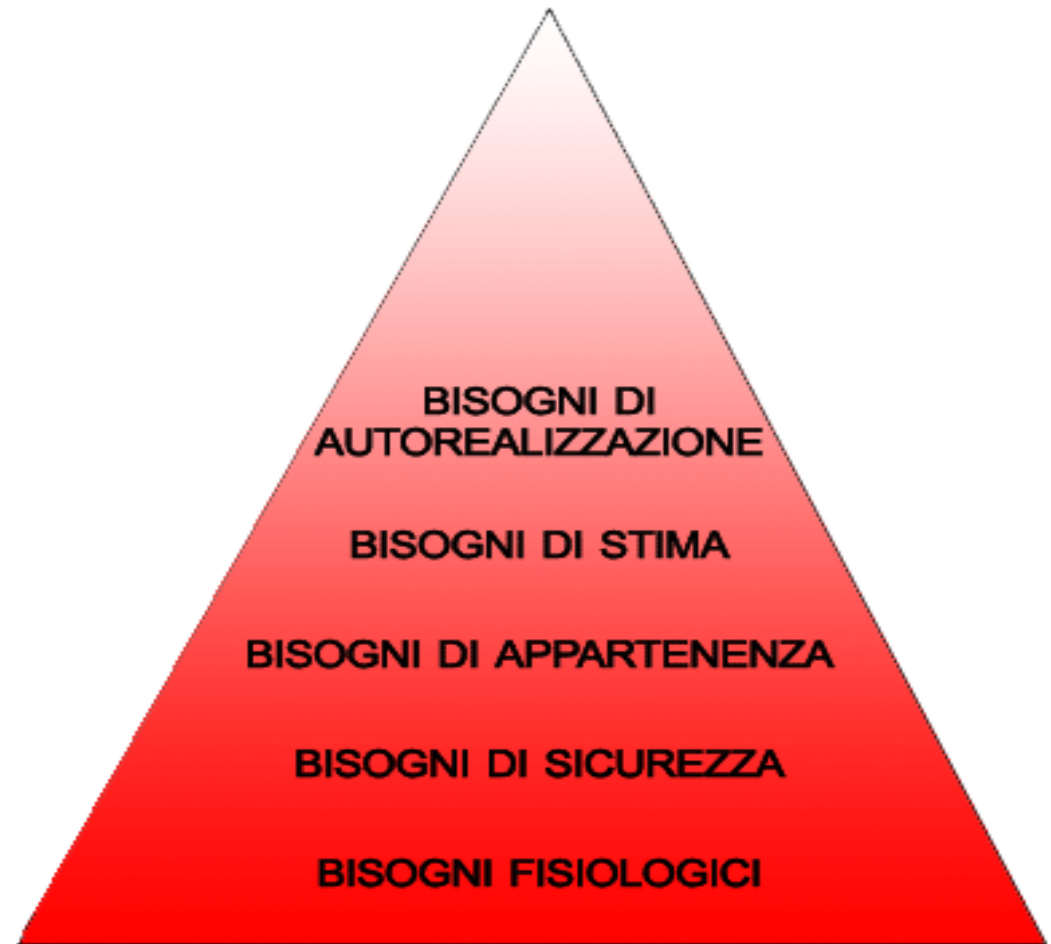 BISOGNI DI
AUTOREALIZZAZIONE
BISOGNI DI STIMA
BISOGNI DI APPARTENENZA
BISOGNI DI SICUREZZA
BISOGNI FISIOLOGICI